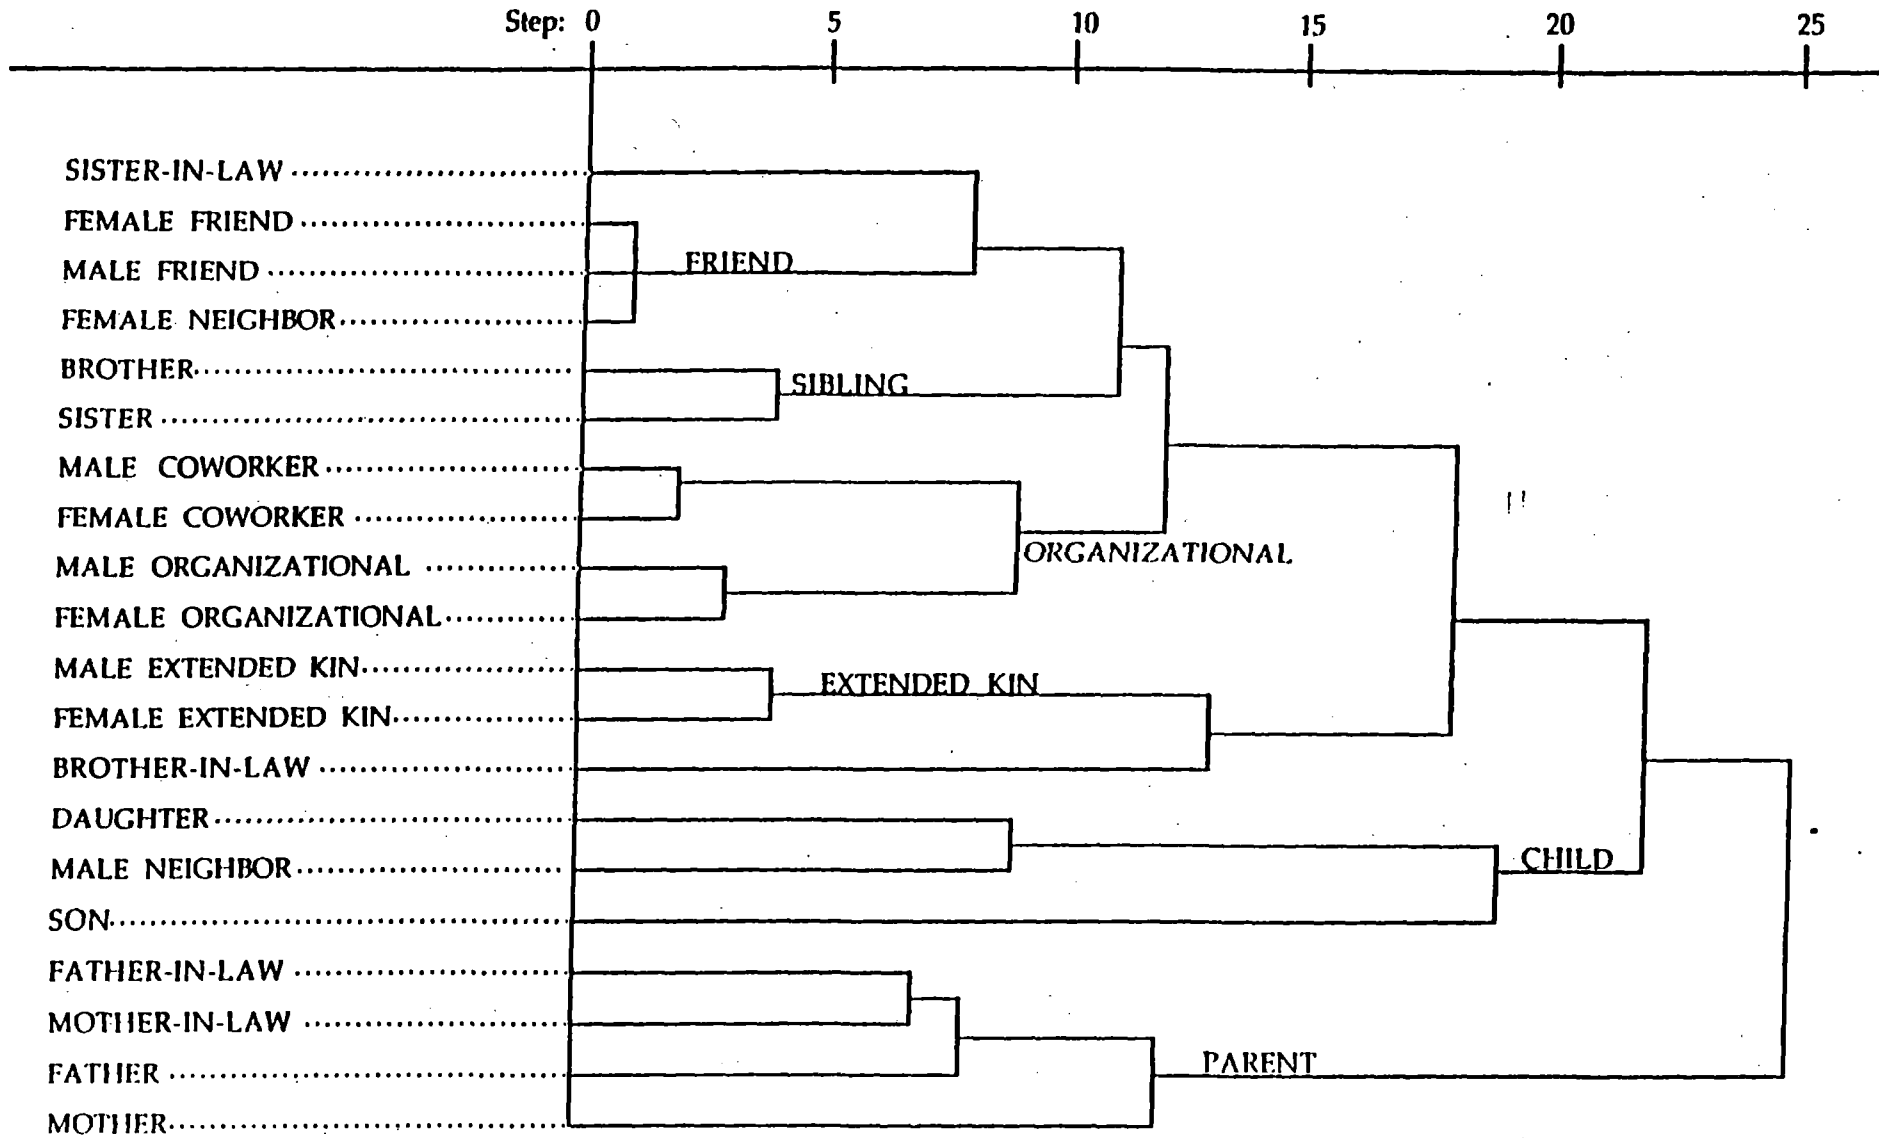 Step: 0 5 10 15 20 25
SISTER-IN-LAW
FEMALE FRIEND
MALE FRIEND
FRIEND
FEMALE NEIGHBOR
BROTHER
SIBLING
SISTER
MALE COWORKER
FEMALE COWORKER
ORGANIZATIONAL
MALE ORGANIZATIONAL
FEMALE ORGANIZATIONAL
MALE EXTENDED KIN
EXTENDED KIN
FEMALE EXTENDED KIN
BROTHER-IN-LAW
DAUGHTER
CHILD
MALE NEIGHBOR
SON
FATHER-IN-LAW
MOTHER-IN-LAW
FATHER
PARENT
MOTHER